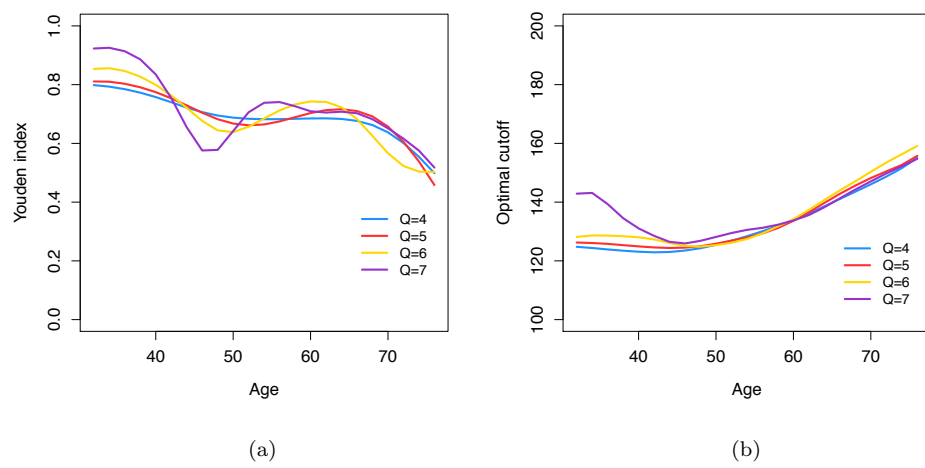 1.0
0.8
0.6
0.4
0.2
0.0
Youden index
Q=4
Q=5
Q=6
Q=7
40 50 60 70
Age
(a)
200
180
160
140
120
100
Optimal cutoff
Q=4
Q=5
Q=6
Q=7
40 50 60 70
Age
(b)